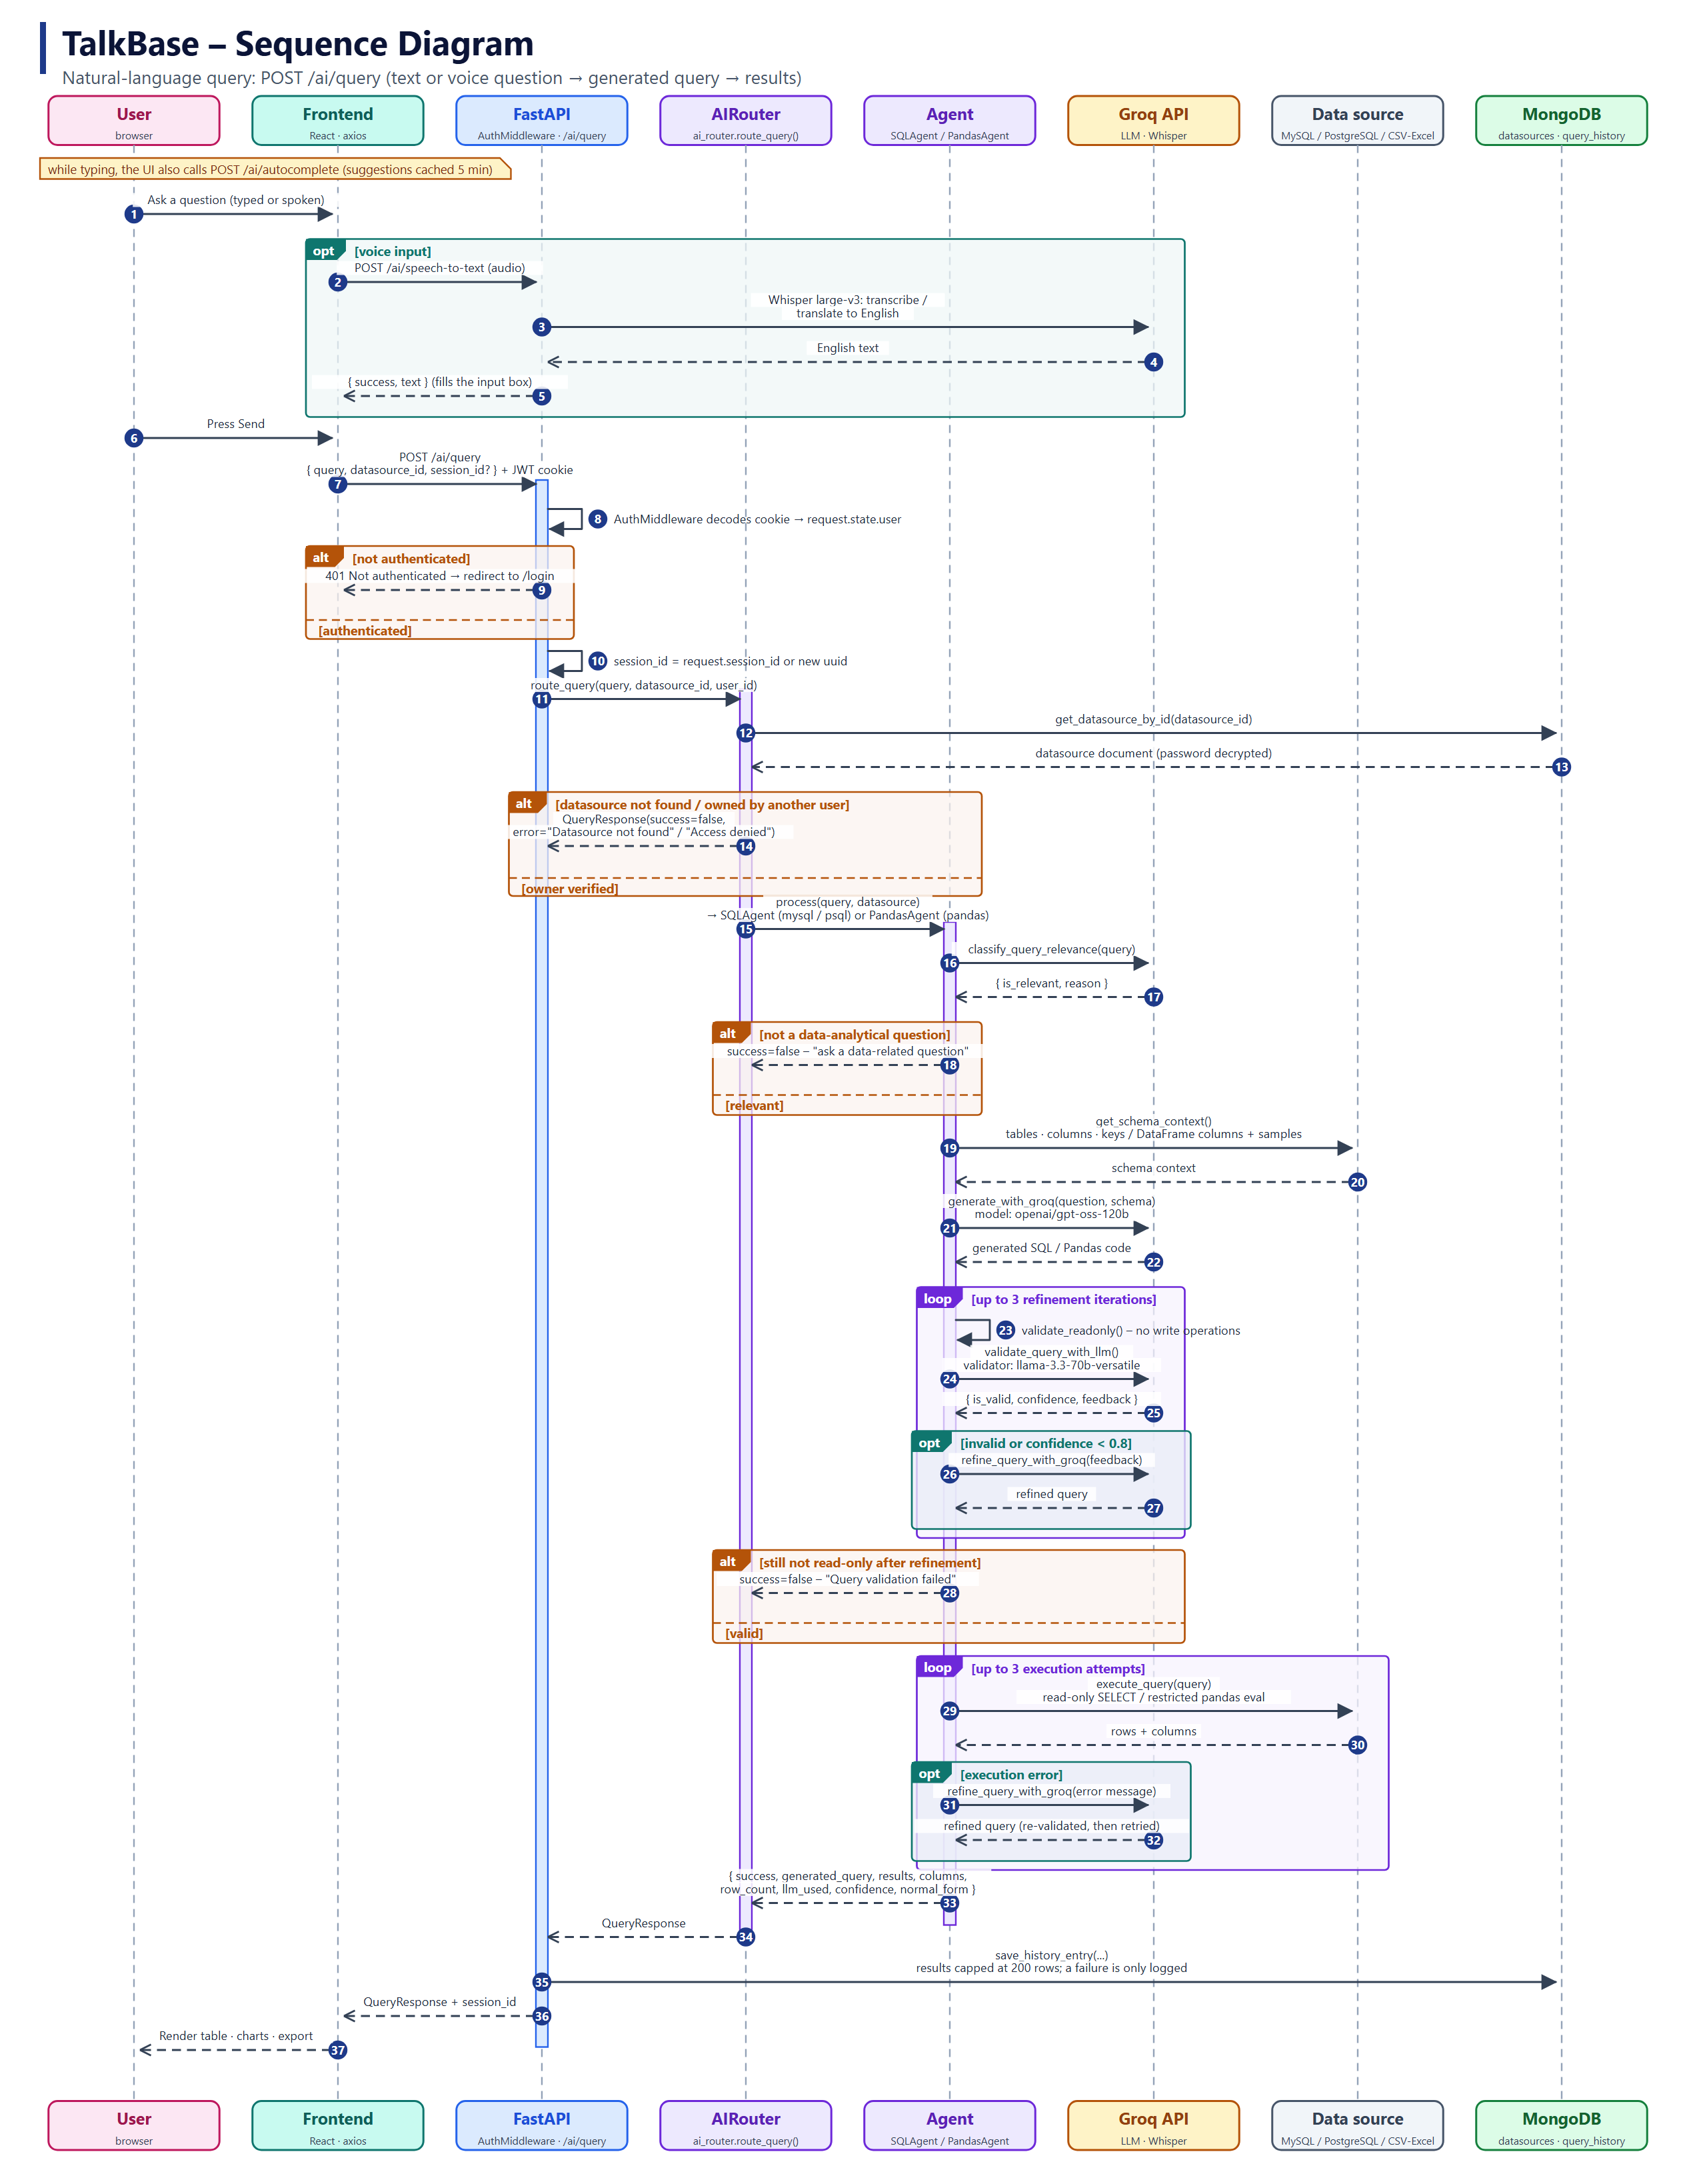 TalkBase – Sequence Diagram
Natural-language query: POST /ai/query (text or voice question → generated query → results)
User
browser
Frontend
React · axios
FastAPI
AuthMiddleware · /ai/query
AIRouter
ai_router.route_query()
Agent
SQLAgent / PandasAgent
Groq API
LLM · Whisper
Data source
MySQL / PostgreSQL / CSV-Excel
MongoDB
datasources · query_history
while typing, the UI also calls POST /ai/autocomplete (suggestions cached 5 min)
Ask a question (typed or spoken)
1
opt [voice input]
POST /ai/speech-to-text (audio)
2
Whisper large-v3: transcribe /
translate to English
3
English text
4
{ success, text } (fills the input box)
5
Press Send
6
POST /ai/query
{ query, datasource_id, session_id? } + JWT cookie
7
8 AuthMiddleware decodes cookie → request.state.user
alt [not authenticated]
401 Not authenticated → redirect to /login
9
[authenticated]
10 session_id = request.session_id or new uuid
route_query(query, datasource_id, user_id)
11
get_datasource_by_id(datasource_id)
12
datasource document (password decrypted)
13
alt [datasource not found / owned by another user]
QueryResponse(success=false,
error="Datasource not found" / "Access denied")
14
[owner verified]
process(query, datasource)
→ SQLAgent (mysql / psql) or PandasAgent (pandas)
15
classify_query_relevance(query)
16
{ is_relevant, reason }
17
alt [not a data-analytical question]
success=false – "ask a data-related question"
18
[relevant]
get_schema_context()
tables · columns · keys / DataFrame columns + samples
19
schema context
20
generate_with_groq(question, schema)
model: openai/gpt-oss-120b
21
generated SQL / Pandas code
22
loop [up to 3 refinement iterations]
23 validate_readonly() – no write operations
validate_query_with_llm()
validator: llama-3.3-70b-versatile
24
{ is_valid, confidence, feedback }
25
opt [invalid or confidence < 0.8]
refine_query_with_groq(feedback)
26
refined query
27
alt [still not read-only after refinement]
success=false – "Query validation failed"
28
[valid]
loop [up to 3 execution attempts]
execute_query(query)
read-only SELECT / restricted pandas eval
29
rows + columns
30
opt [execution error]
refine_query_with_groq(error message)
31
refined query (re-validated, then retried)
32
{ success, generated_query, results, columns,
row_count, llm_used, confidence, normal_form }
33
QueryResponse
34
save_history_entry(...)
results capped at 200 rows; a failure is only logged
35
QueryResponse + session_id
36
Render table · charts · export
37
User
browser
Frontend
React · axios
FastAPI
AuthMiddleware · /ai/query
AIRouter
ai_router.route_query()
Agent
SQLAgent / PandasAgent
Groq API
LLM · Whisper
Data source
MySQL / PostgreSQL / CSV-Excel
MongoDB
datasources · query_history